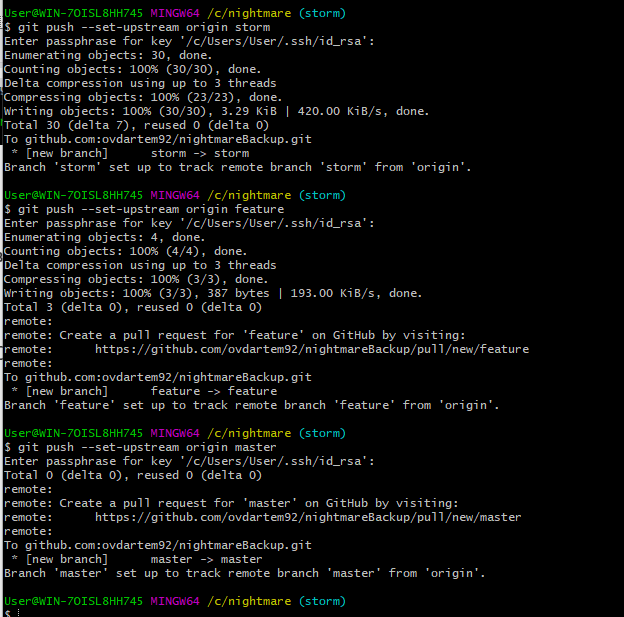 User@WIN-7OISL8HH745 MINGW64 /c/nightmare (storm)
$ git push --set-upstream origin storm
Enter passphrase for key '/c/Users/User/.ssh/id_rsa':
Enumerating objects: 30, done.
Counting objects: 100% (30/30), done.
Delta compression using up to 3 threads
Compressing objects: 100% (23/23), done.
Writing objects: 100% (30/30), 3.29 KiB | 420.00 KiB/s, done.
Total 30 (delta 7), reused 0 (delta 0)
To github.com:ovdartem92/nightmareBackup.git
 * [new branch]      storm -> storm
Branch 'storm' set up to track remote branch 'storm' from 'origin'.

User@WIN-7OISL8HH745 MINGW64 /c/nightmare (storm)
$ git push --set-upstream origin feature
Enter passphrase for key '/c/Users/User/.ssh/id_rsa':
Enumerating objects: 4, done.
Counting objects: 100% (4/4), done.
Delta compression using up to 3 threads
Compressing objects: 100% (3/3), done.
Writing objects: 100% (3/3), 387 bytes | 193.00 KiB/s, done.
Total 3 (delta 0), reused 0 (delta 0)
remote:
remote: Create a pull request for 'feature' on GitHub by visiting:
remote:      https://github.com/ovdartem92/nightmareBackup/pull/new/feature
remote:
To github.com:ovdartem92/nightmareBackup.git
 * [new branch]      feature -> feature
Branch 'feature' set up to track remote branch 'feature' from 'origin'.

User@WIN-7OISL8HH745 MINGW64 /c/nightmare (storm)
$ git push --set-upstream origin master
Enter passphrase for key '/c/Users/User/.ssh/id_rsa':
Total 0 (delta 0), reused 0 (delta 0)
remote:
remote: Create a pull request for 'master' on GitHub by visiting:
remote:      https://github.com/ovdartem92/nightmareBackup/pull/new/master
remote:
To github.com:ovdartem92/nightmareBackup.git
 * [new branch]      master -> master
Branch 'master' set up to track remote branch 'master' from 'origin'.

User@WIN-7OISL8HH745 MINGW64 /c/nightmare (storm)
$